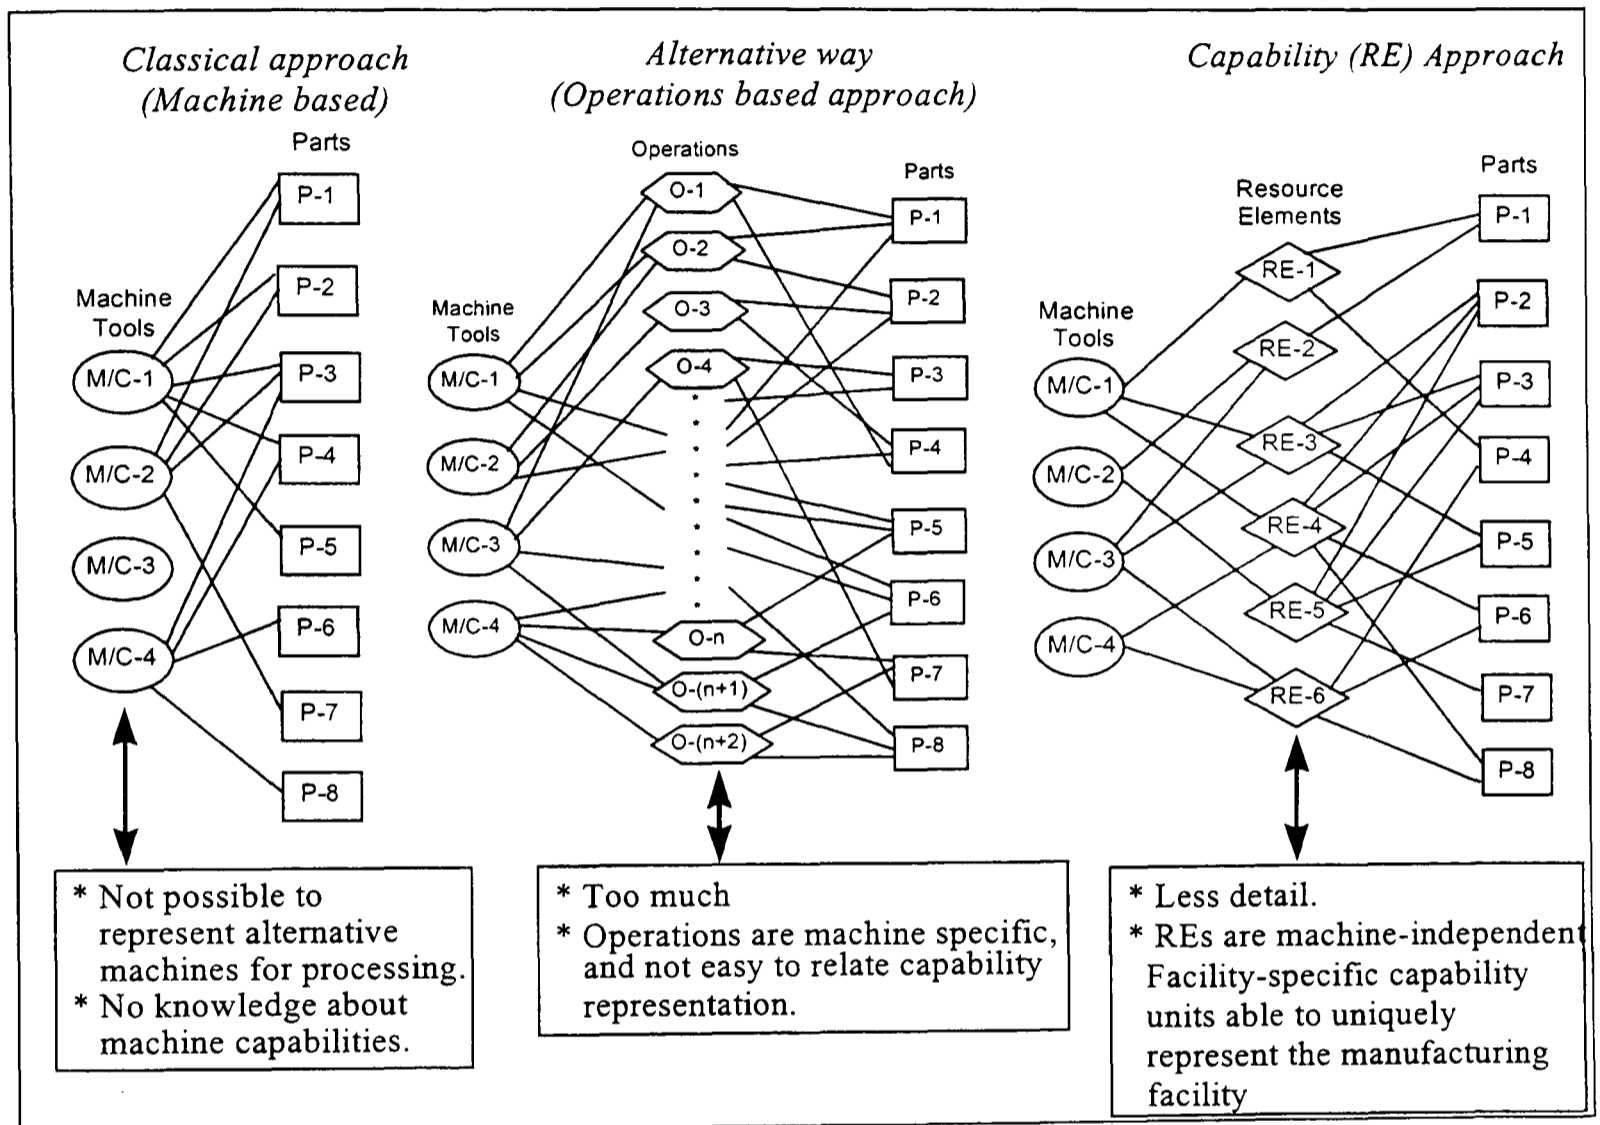 Classical approach
(Machine based)
Parts
P-1
P-2
Machine
Tools
P-3
M/C-1
P-4
M/C-2
P-5
M/C-3
P-6
M/C-4
P-7
P-8
* Not possible to
represent alternative
machines for processing.
* No knowledge about
machine capabilities.
Alternative way
(Operations based approach)
Operations
Parts
O-1
P-1
O-2
P-2
Machine
Tools
O-3
M/C-1
O-4
P-3
*
*
P-4
M/C-2
*
*
*
P-5
M/C-3
*
*
*
P-6
*
M/C-4
O-n
P-7
O-(n+1)
O-(n+2)
P-8
* Too much
* Operations are machine specific,
and not easy to relate capability
representation.
Capability (RE) Approach
Parts
Resource
Elements
P-1
RE-1
Machine
Tools
P-2
RE-2
M/C-1
P-3
RE-3
P-4
M/C-2
RE-4
P-5
M/C-3
RE-5
P-6
M/C-4
RE-6
P-7
P-8
* Less detail.
* REs are machine-independent
Facility-specific capability
units able to uniquely
represent the manufacturing
facility